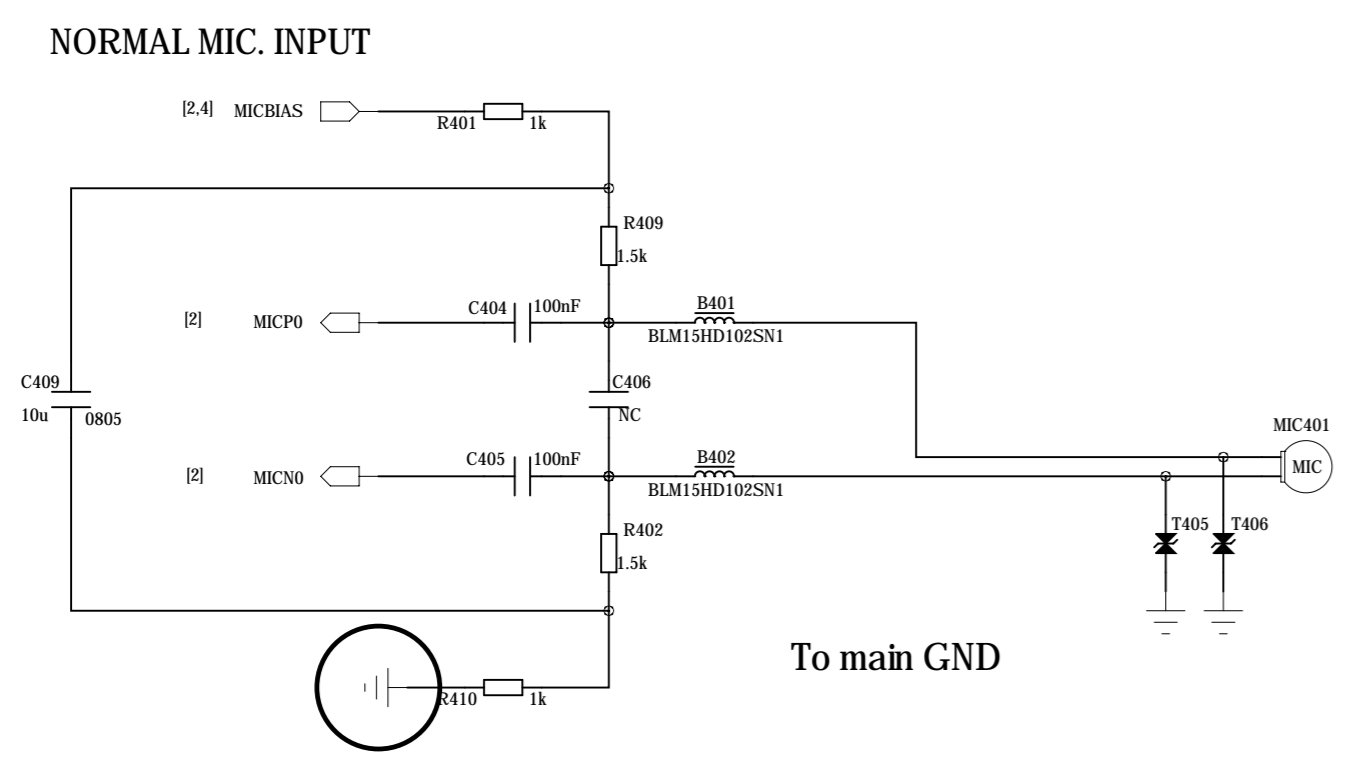 NORMAL MIC. INPUT
[2,4] MICBIAS
R401 1k
R409
1.5k
[2] MICP0
C404 100nF
B401
BLM15HD102SN1
C409
10u 0805
C406
NC
MIC401
MIC
[2] MICN0
C405 100nF
B402
BLM15HD102SN1
R402
1.5k
T405 T406
To main GND
R410 1k